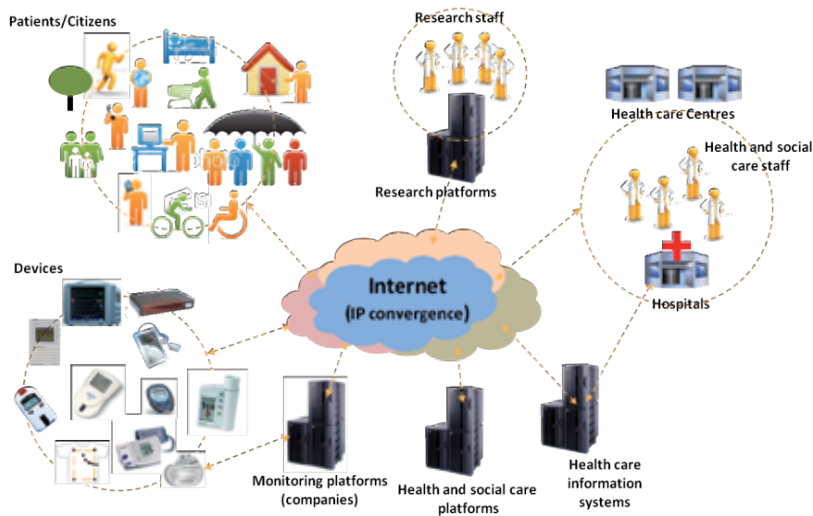 Patients/Citizens
Research staff
Research platforms
Health care Centres
Health and social
care staff
Hospitals
Internet
(IP convergence)
Devices
Monitoring platforms
(companies)
Health and social care
platforms
Health care
information
systems